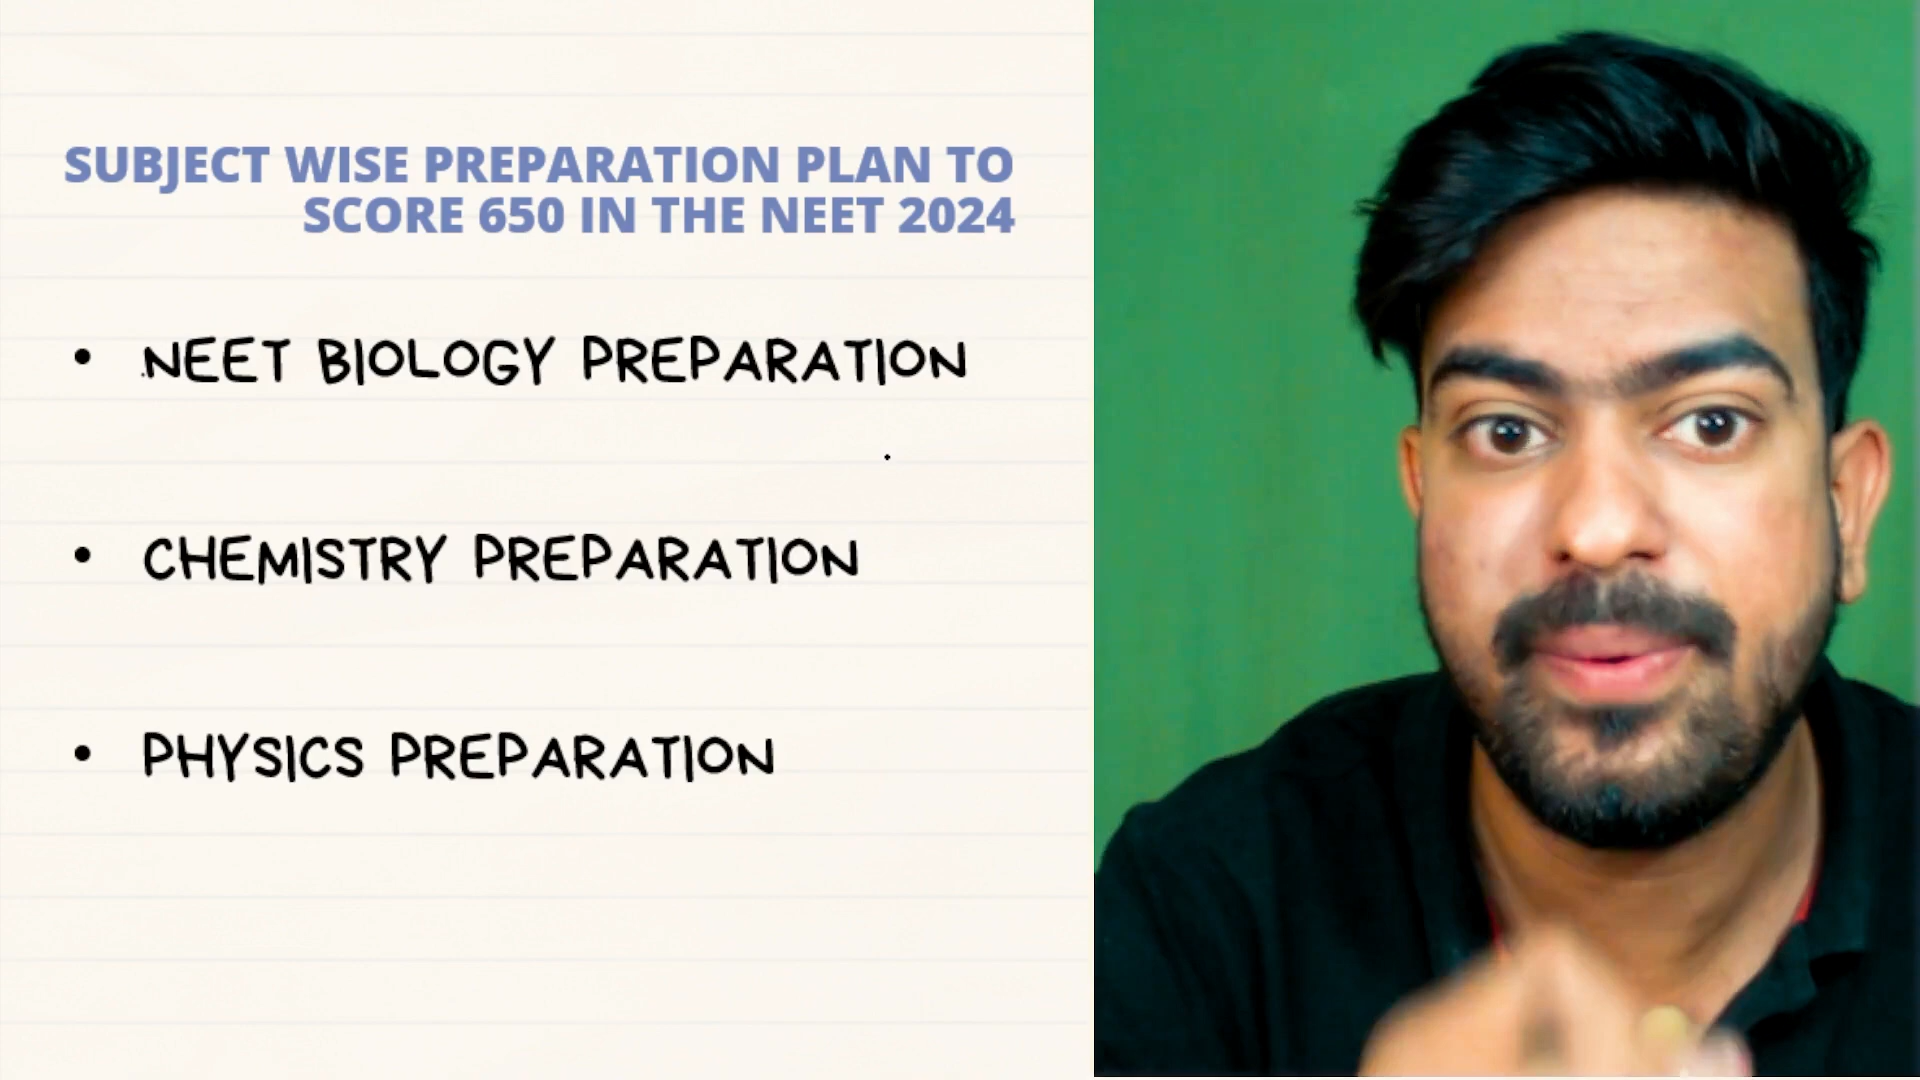 SUBJECT WISE PREPARATION PLAN TO
SCORE 650 IN THE NEET 2024
• NEET BIOLOGY PREPARATION
• CHEMISTRY PREPARATION
• PHYSICS PREPARATION